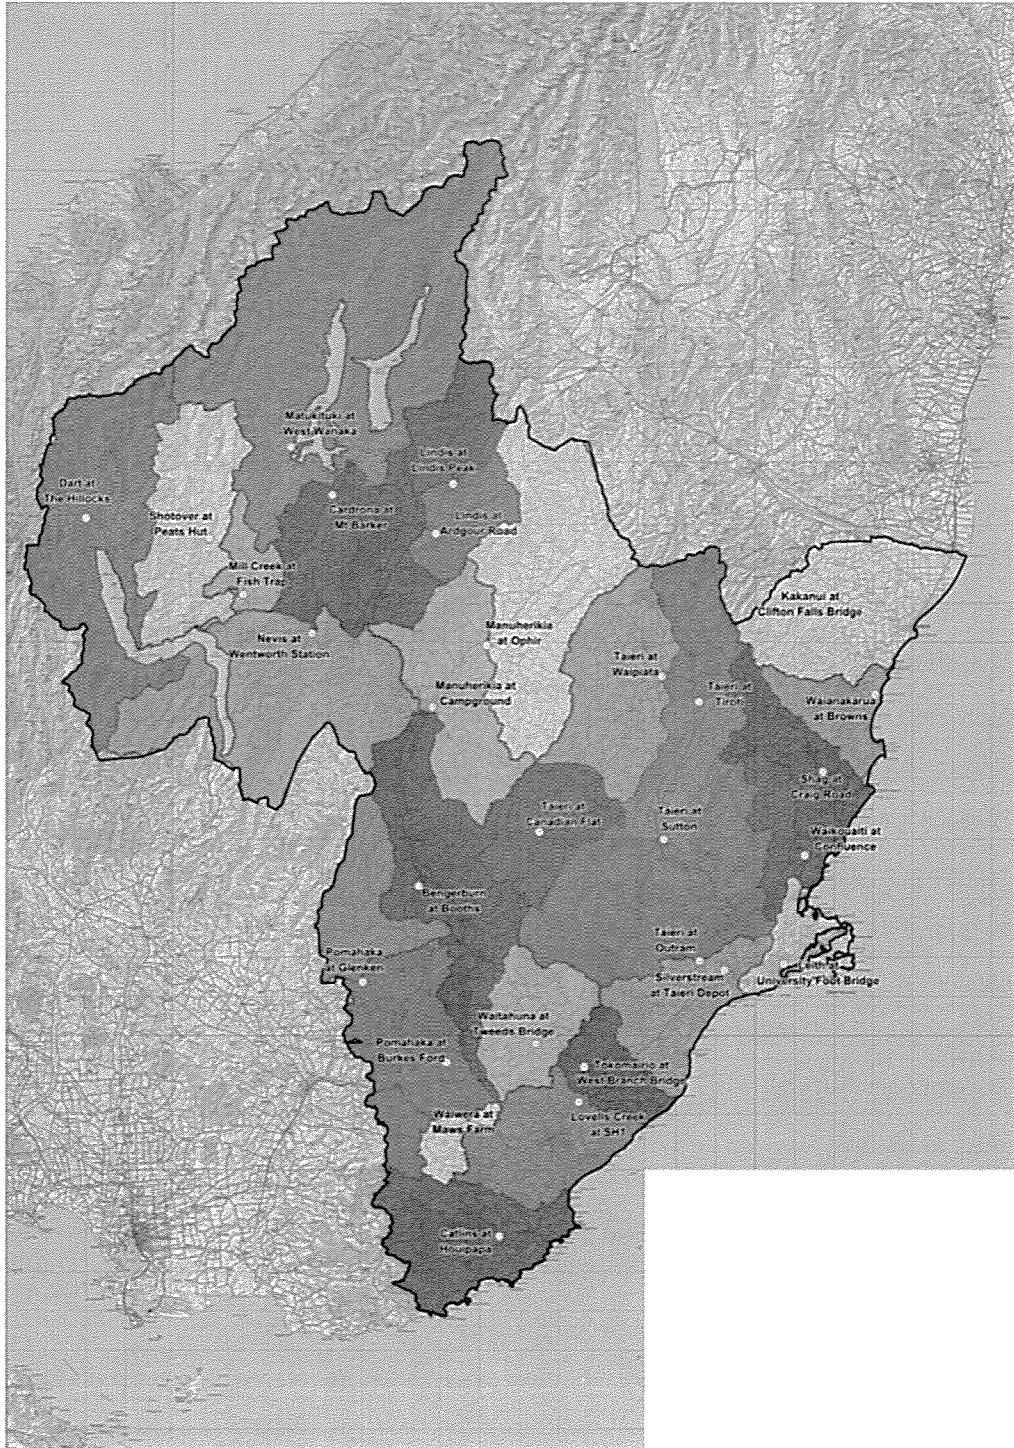 Matukituki at
West Wanaka
Lindis at
Lindis Peak
Dart at
The Hillocks
Cardrona at
Mt Barker
Shotover at
Peats Hut
Lindis at
Ardgour Road
Mill Creek at
Fish Trap
Kakanui at
Clifton Falls Bridge
Nevis at
Wentworth Station
Manuherikia
at Ophir
Taieri at
Waipiata
Manuherikia at
Campground
Taieri at
Tiroiti
Waianakarua
at Browns
Shag at
Craig Road
Taieri at
Canadian Flat
Taieri at
Sutton
Waikouaiti at
Confluence
Bengerburn
at Booths
Taieri at
Outram
Pomahaka
at Glenken
Silverstream
at Taieri Depot
Leith at
University Foot Bridge
Waitahuna at
Tweeds Bridge
Pomahaka at
Burkes Ford
Tokomairio at
West Branch Bridge
Waiwera at
Maws Farm
Lovells Creek
at SH1
Catlins at
Houipapa